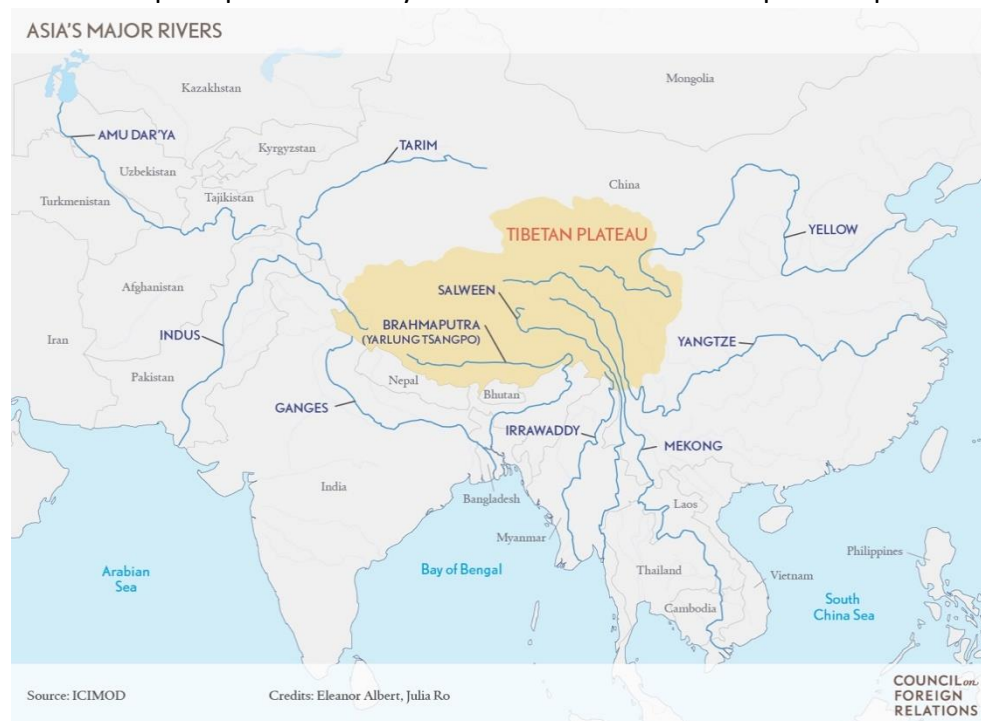 ASIA'S MAJOR RIVERS
Mongolia
Kazakhstan
AMU DAR'YA
TARIM
Kyrgyzstan
Uzbekistan
China
Tajikistan
Turkmenistan
YELLOW
TIBETAN PLATEAU
Afghanistan
SALWEEN
BRAHMAPUTRA
(YARLUNG TSANGPO)
INDUS
Iran
YANGTZE
Pakistan
Nepal
Bhutan
GANGES
IRRAWADDY
MEKONG
India
Bangladesh
Laos
Myanmar
Philippines
Arabian
Sea
Bay of Bengal
Thailand
Vietnam
Cambodia
South
China Sea
Source: ICIMOD
Credits: Eleanor Albert, Julia Ro
COUNCIL on
FOREIGN
RELATIONS